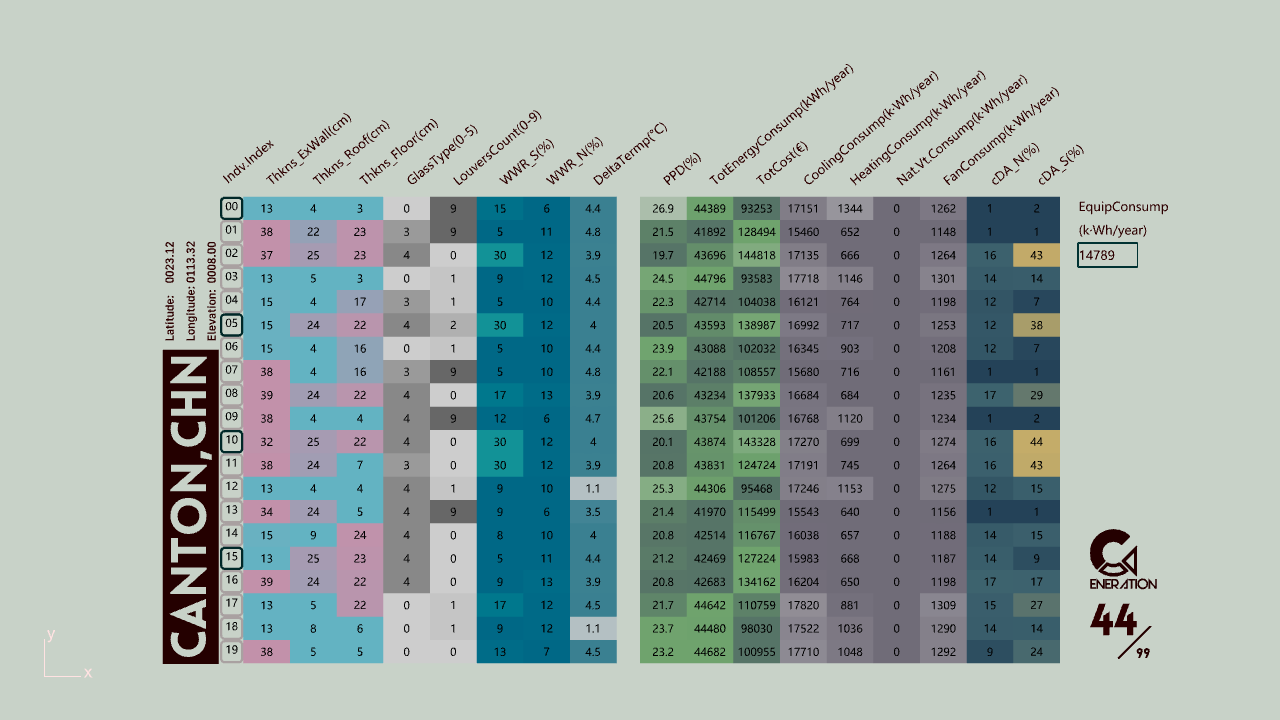 Indv.Index Thkns_ExWall(cm) Thkns_Roof(cm) Thkns_Floor(cm) GlassType(0-5) LouversCount(0-9) WWR_S(%) WWR_N(%) DeltaTermp(°C) PPD(%) TotEnergyConsump(kWh/year) TotCost(€) CoolingConsump(k·Wh/year) HeatingConsump(k·Wh/year) Nat.Vt.Consump(k·Wh/year) FanConsump(k·Wh/year) cDA_N(%) cDA_S(%)
00 13 4 3 0 9 15 6 4.4 26.9 44389 93253 17151 1344 0 1262 1 2
01 38 22 23 3 9 5 11 4.8 21.5 41892 128494 15460 652 0 1148 1 1
02 37 25 23 4 0 30 12 3.9 19.7 43696 144818 17135 666 0 1264 16 43
03 13 5 3 0 1 9 12 4.5 24.5 44796 93583 17718 1146 0 1301 14 14
04 15 4 17 3 1 5 10 4.4 22.3 42714 104038 16121 764 0 1198 12 7
05 15 24 22 4 2 30 12 4 20.5 43593 138987 16992 717 0 1253 12 38
06 15 4 16 0 1 5 10 4.4 23.9 43088 102032 16345 903 0 1208 12 7
07 38 4 16 3 9 5 10 4.8 22.1 42188 108557 15680 716 0 1161 1 1
08 39 24 22 4 0 17 13 3.9 20.6 43234 137933 16684 684 0 1235 17 29
09 38 4 4 4 9 12 6 4.7 25.6 43754 101206 16768 1120 0 1234 1 2
10 32 25 22 4 0 30 12 4 20.1 43874 143328 17270 699 0 1274 16 44
11 38 24 7 3 0 30 12 3.9 20.8 43831 124724 17191 745 0 1264 16 43
12 13 4 4 4 1 9 10 1.1 25.3 44306 95468 17246 1153 0 1275 12 15
13 34 24 5 4 9 9 6 3.5 21.4 41970 115499 15543 640 0 1156 1 1
14 15 9 24 4 0 8 10 4 20.8 42514 116767 16038 657 0 1188 14 15
15 13 25 23 4 0 5 11 4.4 21.2 42469 127224 15983 668 0 1187 14 9
16 39 24 22 4 0 9 13 3.9 20.8 42683 134162 16204 650 0 1198 17 17
17 13 5 22 0 1 17 12 4.5 21.7 44642 110759 17820 881 0 1309 15 27
18 13 8 6 0 1 9 12 1.1 23.7 44480 98030 17522 1036 0 1290 14 14
19 38 5 5 0 0 13 7 4.5 23.2 44682 100955 17710 1048 0 1292 9 24
Latitude: 0023.12
Longitude: 0113.32
Elevation: 0008.00
CANTON,CHN
EquipConsump
(k·Wh/year)
14789
ENERATION
44/99
y
x